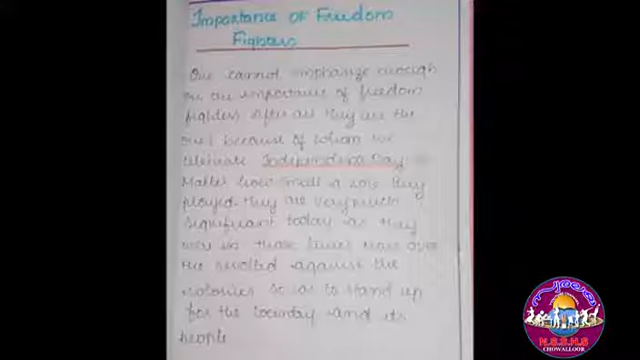 Importance of Freedom
Fighters
One cannot emphasize enough
on the importance of freedom
fighters after all they are the
ones because of whom we
celebrate Independence Day
Matter how small a role they
played they are very much
significant today as they
were in those times more over
the revolted against the
colonies so as to stand up
for the country and its
people
N.S.S.H.S
CHOWALLOOR